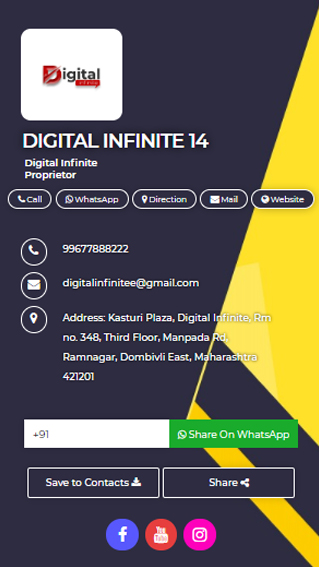 Digital
DIGITAL INFINITE 14
Digital Infinite
Proprietor
Call
WhatsApp
Direction
Mail
Website
99677888222
digitalinfinitee@gmail.com
Address: Kasturi Plaza, Digital Infinite, Rm
no. 348, Third Floor, Manpada Rd,
Ramnagar, Dombivli East, Maharashtra
421201
+91
Share On WhatsApp
Save to Contacts
Share
You
Tube